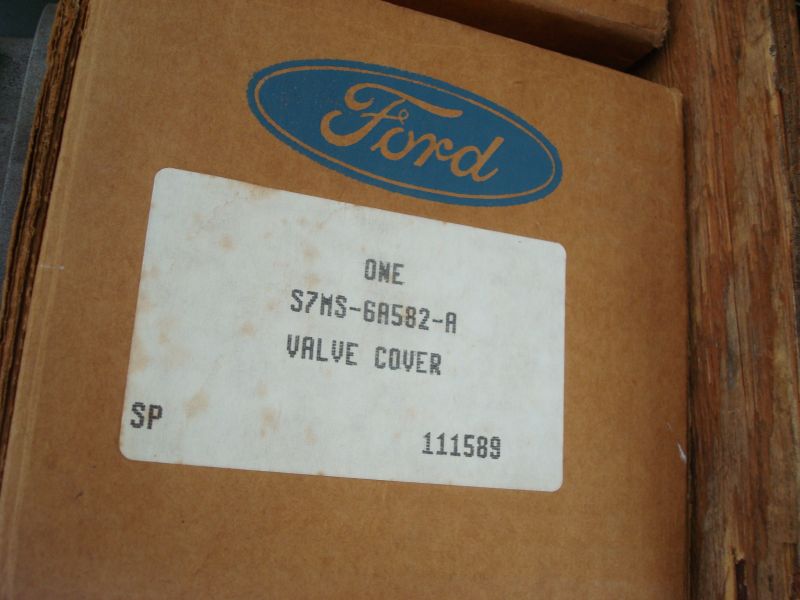 Ford
ONE
S7MS-6A582-A
VALVE COVER
SP
111589